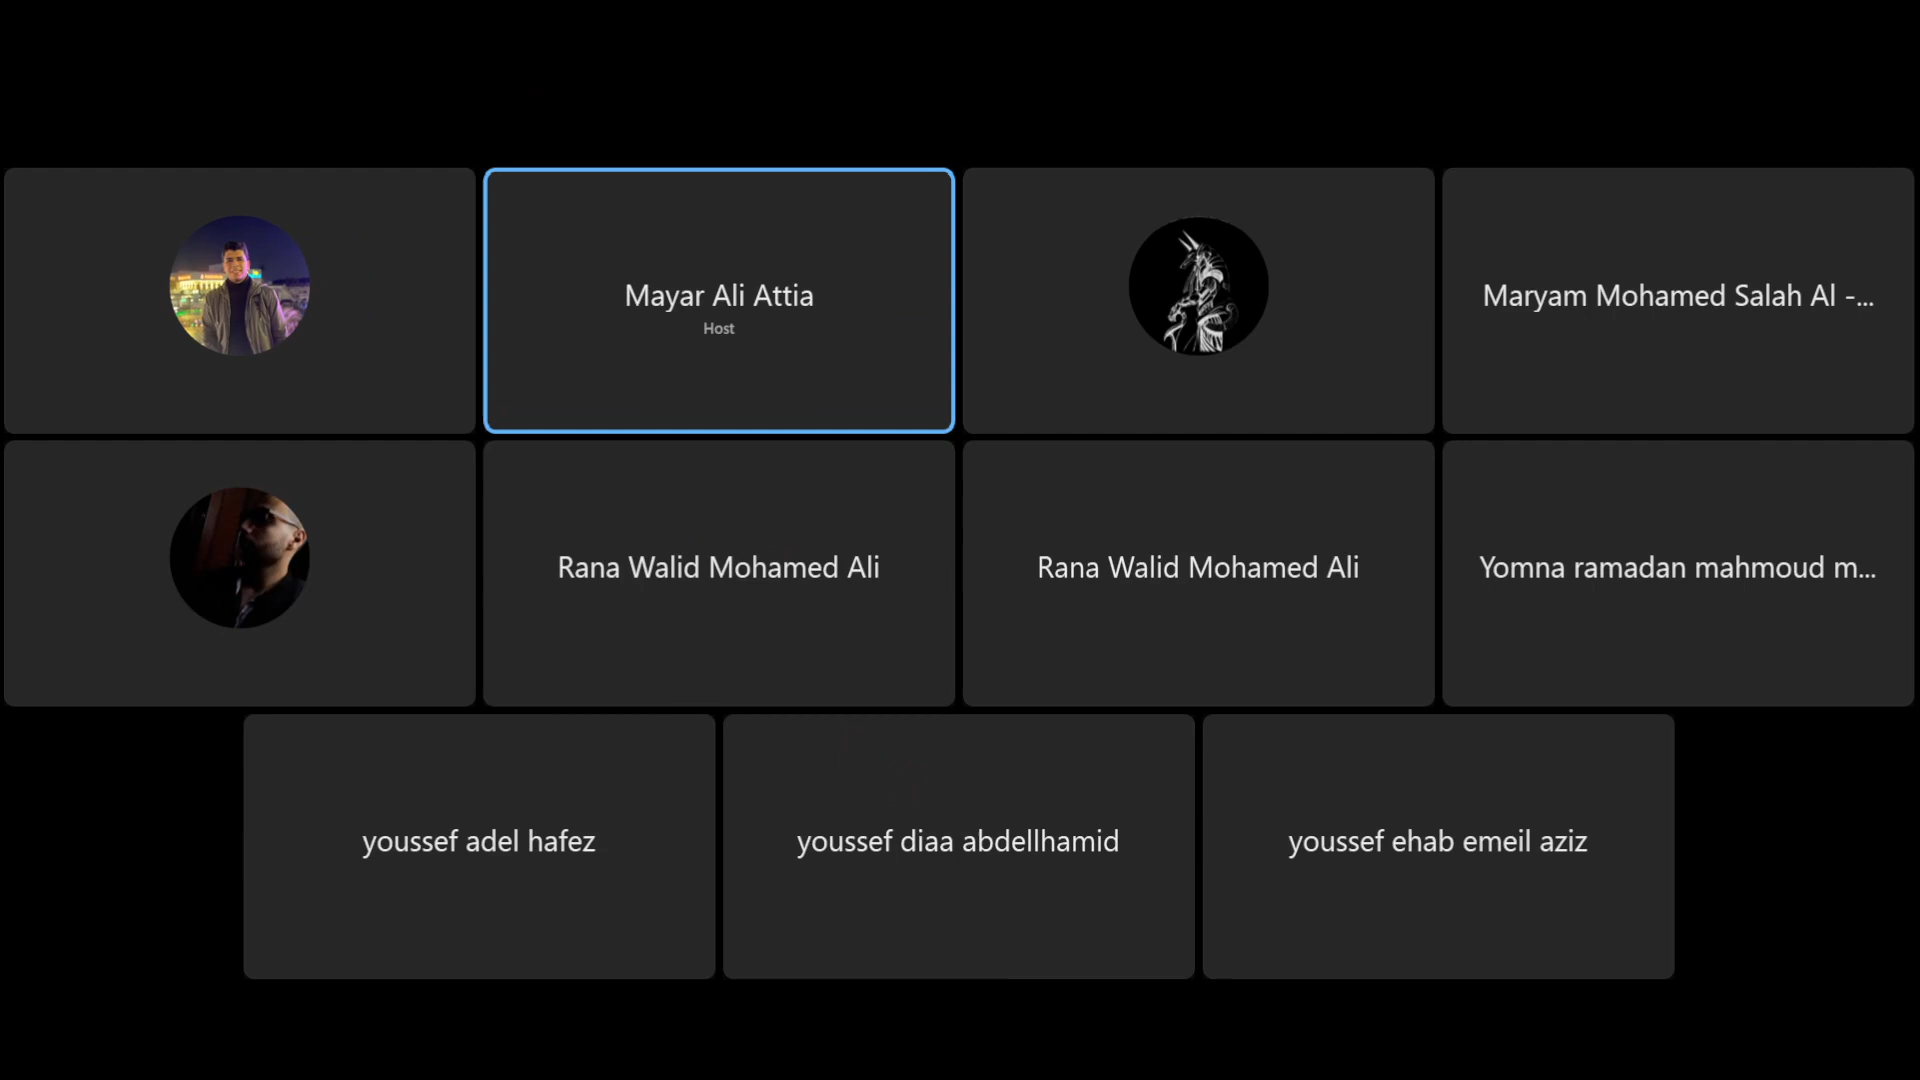 Mayar Ali Attia
Host
Maryam Mohamed Salah Al -...
Rana Walid Mohamed Ali
Rana Walid Mohamed Ali
Yomna ramadan mahmoud m...
youssef adel hafez
youssef diaa abdellhamid
youssef ehab emeil aziz